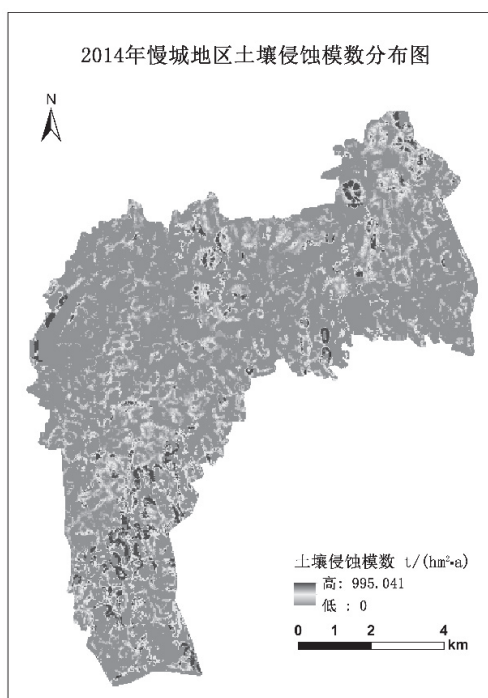 2014年慢城地区土壤侵蚀模数分布图
N
土壤侵蚀模数 t/(hm²•a)
高: 995.041
低 : 0
0 1 2 4
km